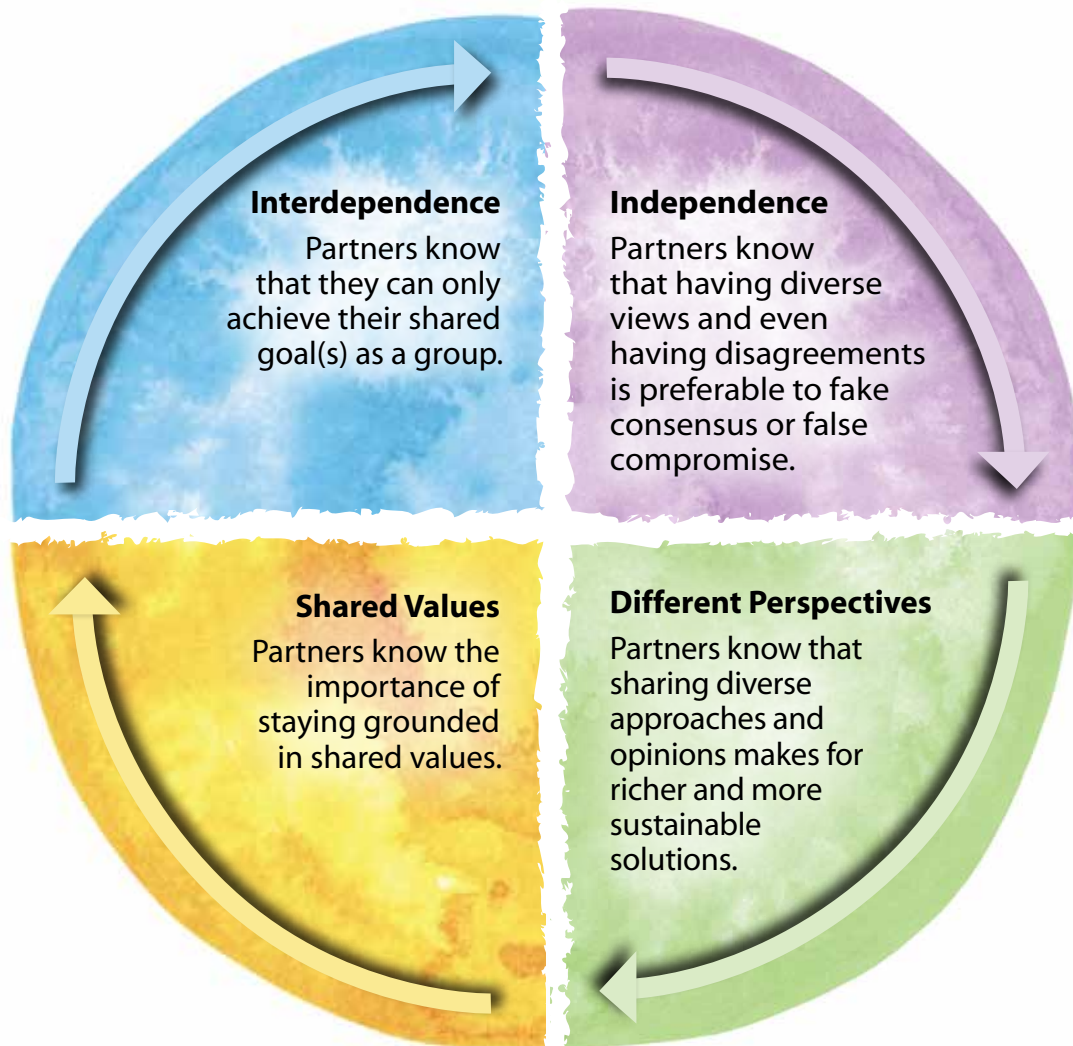 Interdependence
Partners know
that they can only
achieve their shared
goal(s) as a group.
Independence
Partners know
that having diverse
views and even
having disagreements
is preferable to fake
consensus or false
compromise.
Shared Values
Partners know the
importance of
staying grounded
in shared values.
Different Perspectives
Partners know that
sharing diverse
approaches and
opinions makes for
richer and more
sustainable
solutions.